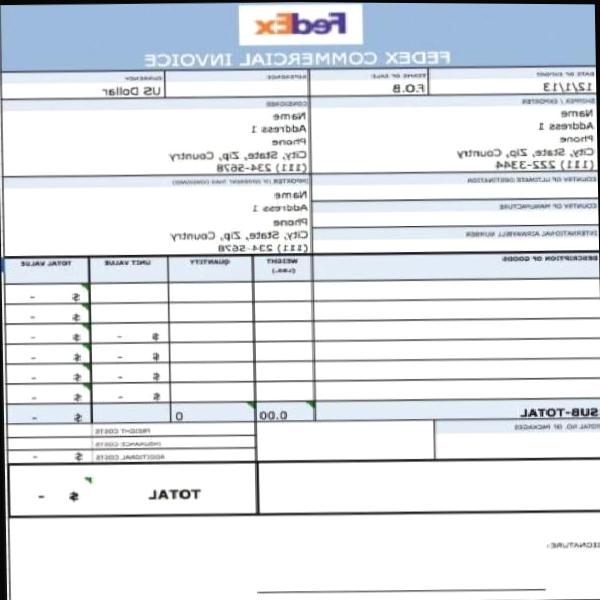 FedEx
FEDEX COMMERCIAL INVOICE
DATE OF EXPORT
TERMS OF SALE
REFERENCE
CURRENCY
12/1/13
F.O.B
US Dollar
SHIPPER / EXPORTER
CONSIGNEE
Name
Address 1
Phone
City, State, Zip, Country
(111) 222-3344
Name
Address 1
Phone
City, State, Zip, Country
(111) 234-5678
COUNTRY OF ULTIMATE DESTINATION
IMPORTER (IF DIFFERENT THAN CONSIGNEE)
Name
Address 1
Phone
City, State, Zip, Country
(111) 234-5678
COUNTRY OF MANUFACTURE
INTERNATIONAL AIRWAYBILL NUMBER
DESCRIPTION OF GOODS
WEIGHT
(Lbs.)
QUANTITY
UNIT VALUE
TOTAL VALUE
$ -
$ -
$ - $ -
$ - $ -
$ - $ -
$ - $ -
SUB-TOTAL 0.00 0 $ -
TOTAL NO. OF PACKAGES
FREIGHT COSTS
INSURANCE COSTS
ADDITIONAL COSTS $ -
TOTAL $ -
SIGNATURE: